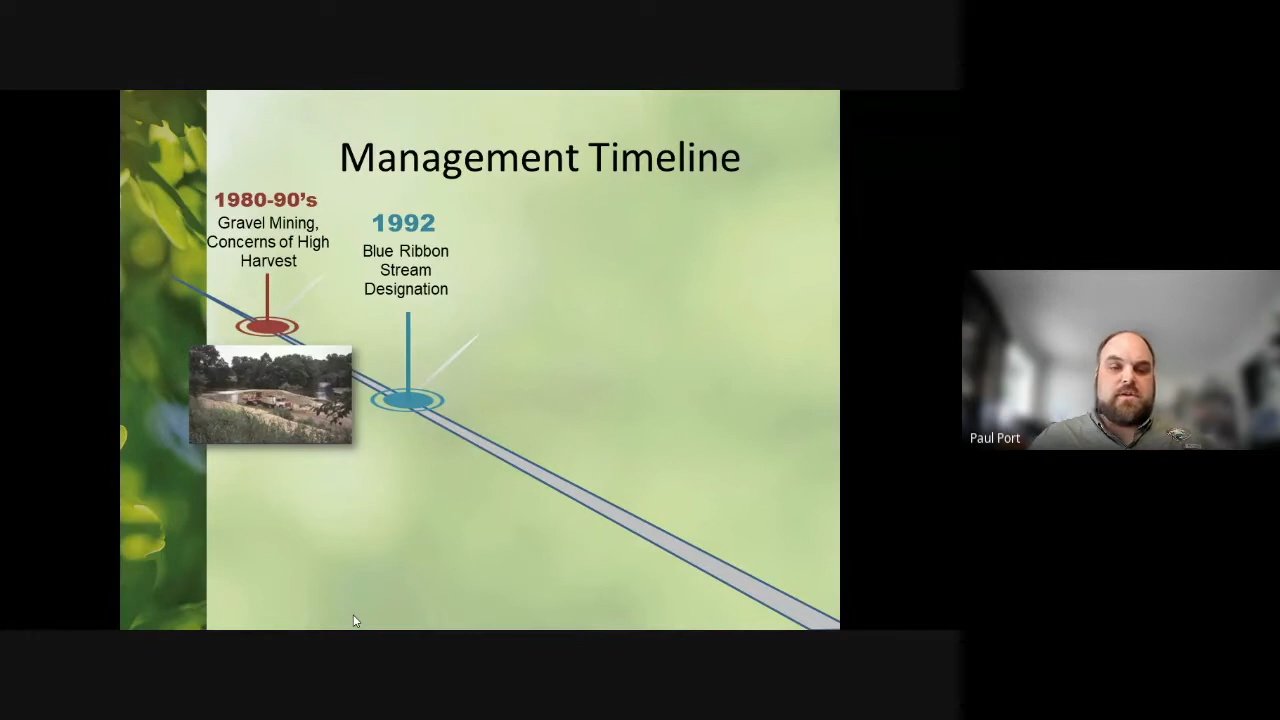 Management Timeline
1980-90's
Gravel Mining,
Concerns of High
Harvest
1992
Blue Ribbon
Stream
Designation
Paul Port